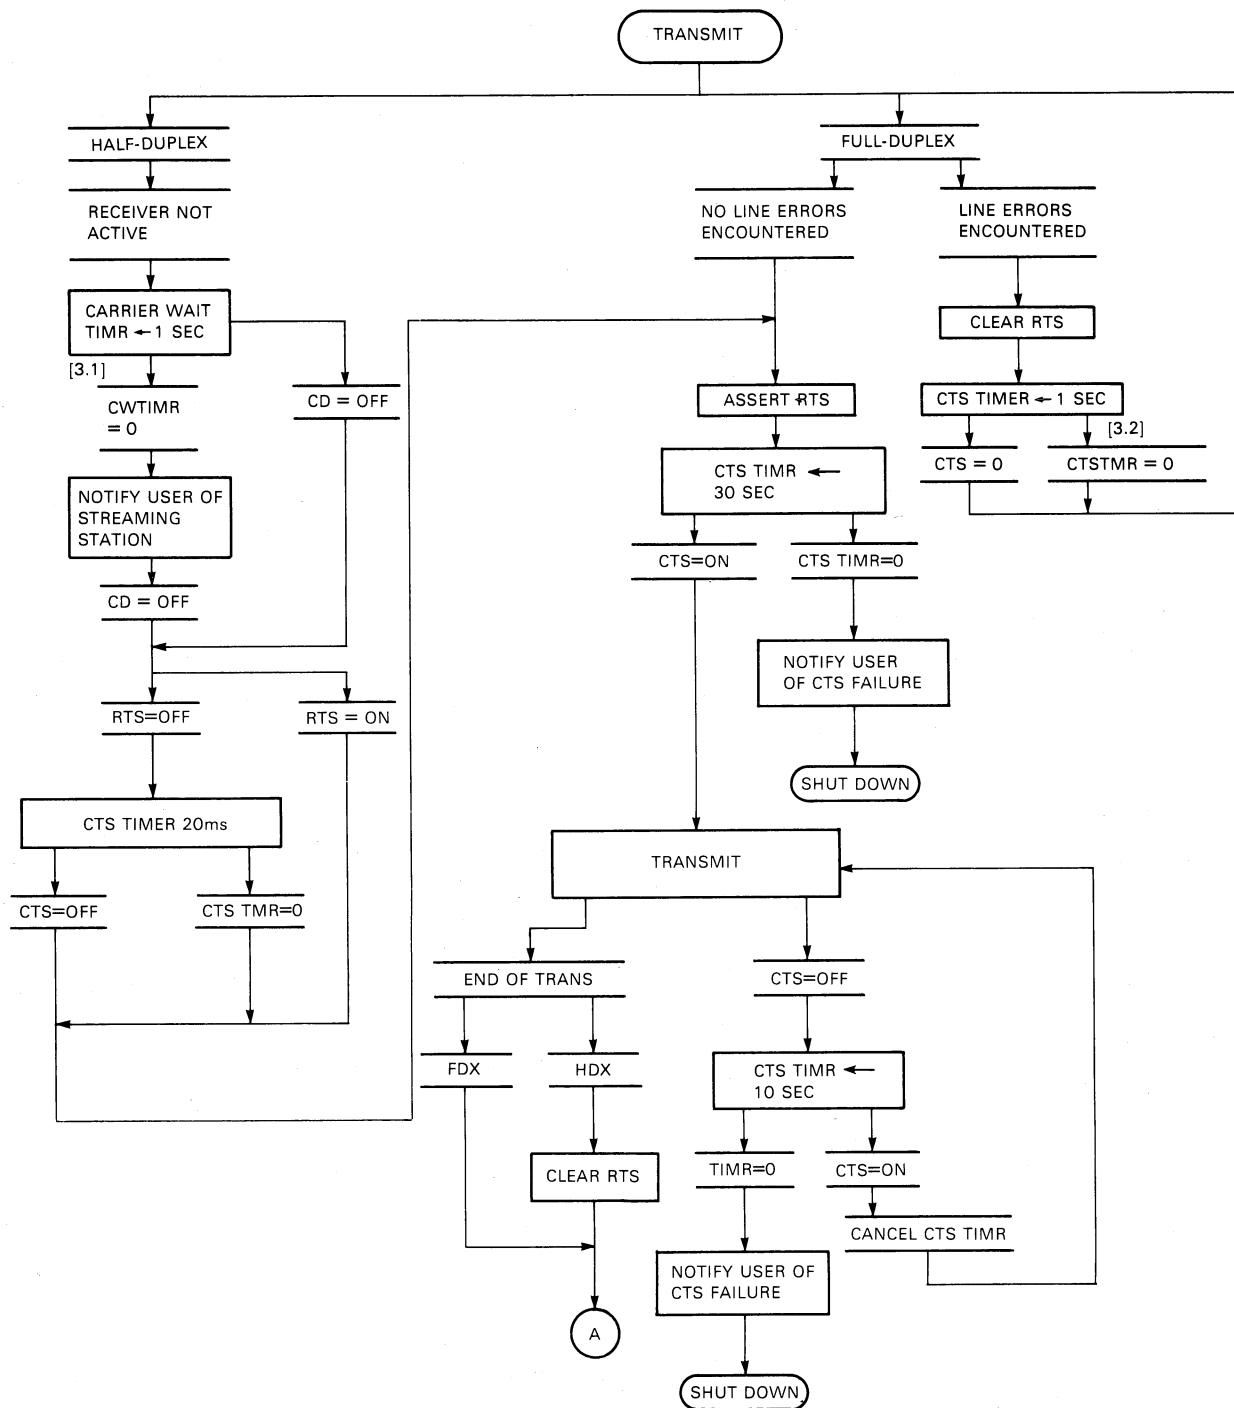 TRANSMIT
HALF-DUPLEX
RECEIVER NOT
ACTIVE
CARRIER WAIT
TIMR ← 1 SEC
[3.1]
CWTIMR
= 0
CD = OFF
NOTIFY USER OF
STREAMING
STATION
CD = OFF
RTS=OFF
RTS = ON
CTS TIMER 20ms
CTS=OFF
CTS TMR=0
FULL-DUPLEX
NO LINE ERRORS
ENCOUNTERED
LINE ERRORS
ENCOUNTERED
CLEAR RTS
CTS TIMER ← 1 SEC
[3.2]
CTS = 0
CTSTMR = 0
ASSERT RTS
CTS TIMR ←
30 SEC
CTS=ON
CTS TIMR=0
NOTIFY USER
OF CTS FAILURE
SHUT DOWN
TRANSMIT
END OF TRANS
FDX
HDX
CLEAR RTS
A
CTS=OFF
CTS TIMR ←
10 SEC
TIMR=0
CTS=ON
CANCEL CTS TIMR
NOTIFY USER OF
CTS FAILURE
SHUT DOWN